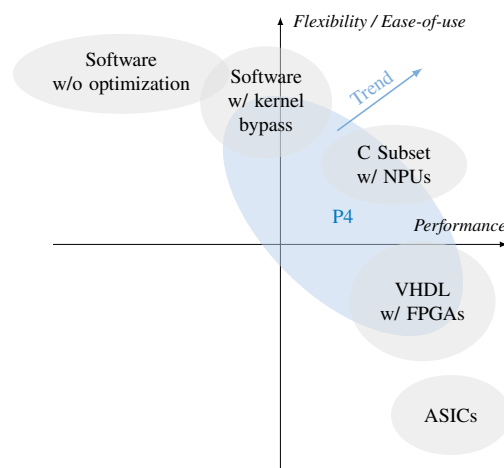 Flexibility / Ease-of-use
Software
w/o optimization
Software
w/ kernel
bypass
Trend
C Subset
w/ NPUs
P4
Performance
VHDL
w/ FPGAs
ASICs